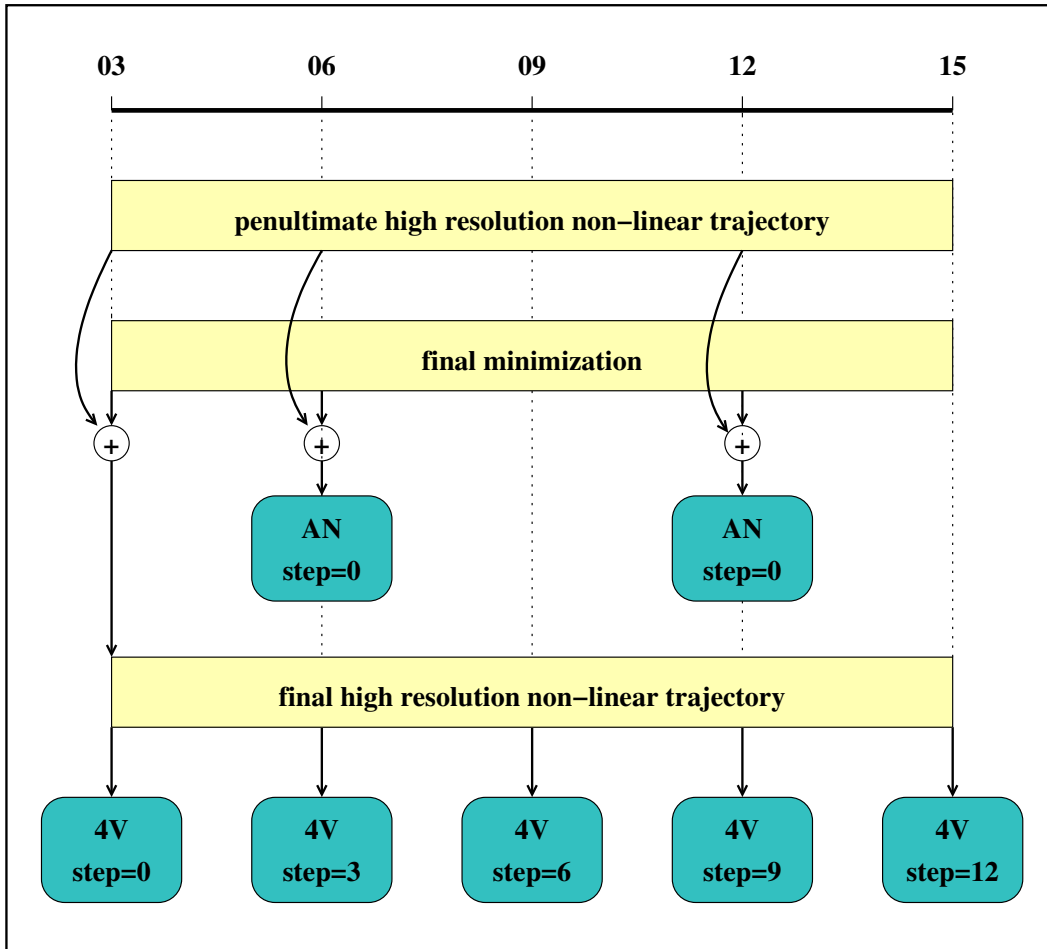 03 06 09 12 15
penultimate high resolution non−linear trajectory
final minimization
+ + +
AN AN
step=0 step=0
final high resolution non−linear trajectory
4V 4V 4V 4V 4V
step=0 step=3 step=6 step=9 step=12